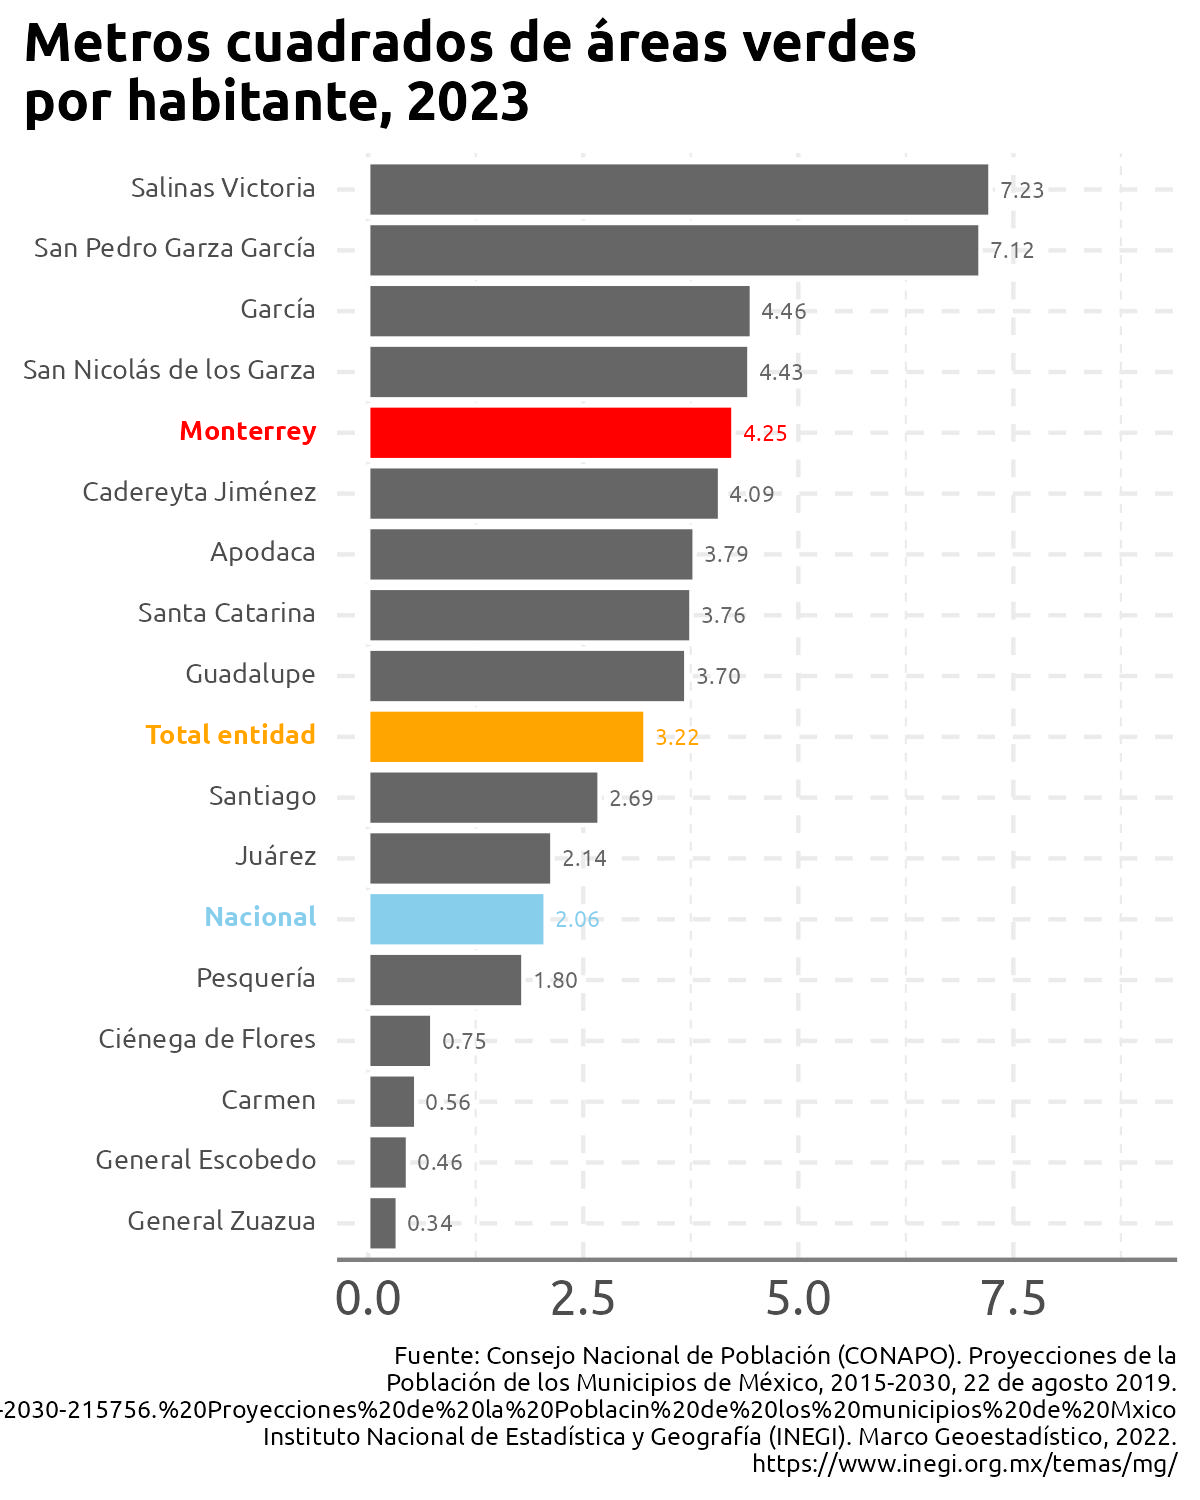 Metros cuadrados de áreas verdes
por habitante, 2023
Salinas Victoria 7.23
San Pedro Garza García 7.12
García 4.46
San Nicolás de los Garza 4.43
Monterrey 4.25
Cadereyta Jiménez 4.09
Apodaca 3.79
Santa Catarina 3.76
Guadalupe 3.70
Total entidad 3.22
Santiago 2.69
Juárez 2.14
Nacional 2.06
Pesquería 1.80
Ciénega de Flores 0.75
Carmen 0.56
General Escobedo 0.46
General Zuazua 0.34
0.0 2.5 5.0 7.5
Fuente: Consejo Nacional de Población (CONAPO). Proyecciones de la
Población de los Municipios de México, 2015-2030, 22 de agosto 2019.
-2030-215756.%20Proyecciones%20de%20la%20Poblacin%20de%20los%20municipios%20de%20Mxico
Instituto Nacional de Estadística y Geografía (INEGI). Marco Geoestadístico, 2022.
https://www.inegi.org.mx/temas/mg/